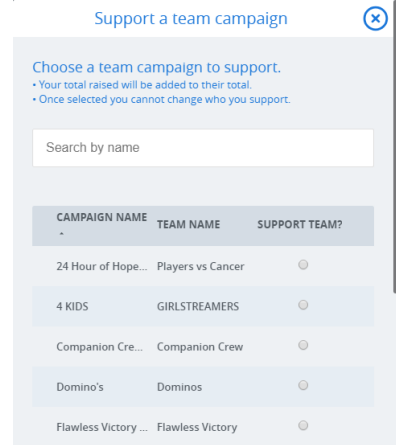 Support a team campaign
Choose a team campaign to support.
• Your total raised will be added to their total.
• Once selected you cannot change who you support.
Search by name
CAMPAIGN NAME TEAM NAME SUPPORT TEAM?
24 Hour of Hope... Players vs Cancer
4 KIDS GIRLSTREAMERS
Companion Cre... Companion Crew
Domino's Dominos
Flawless Victory ... Flawless Victory